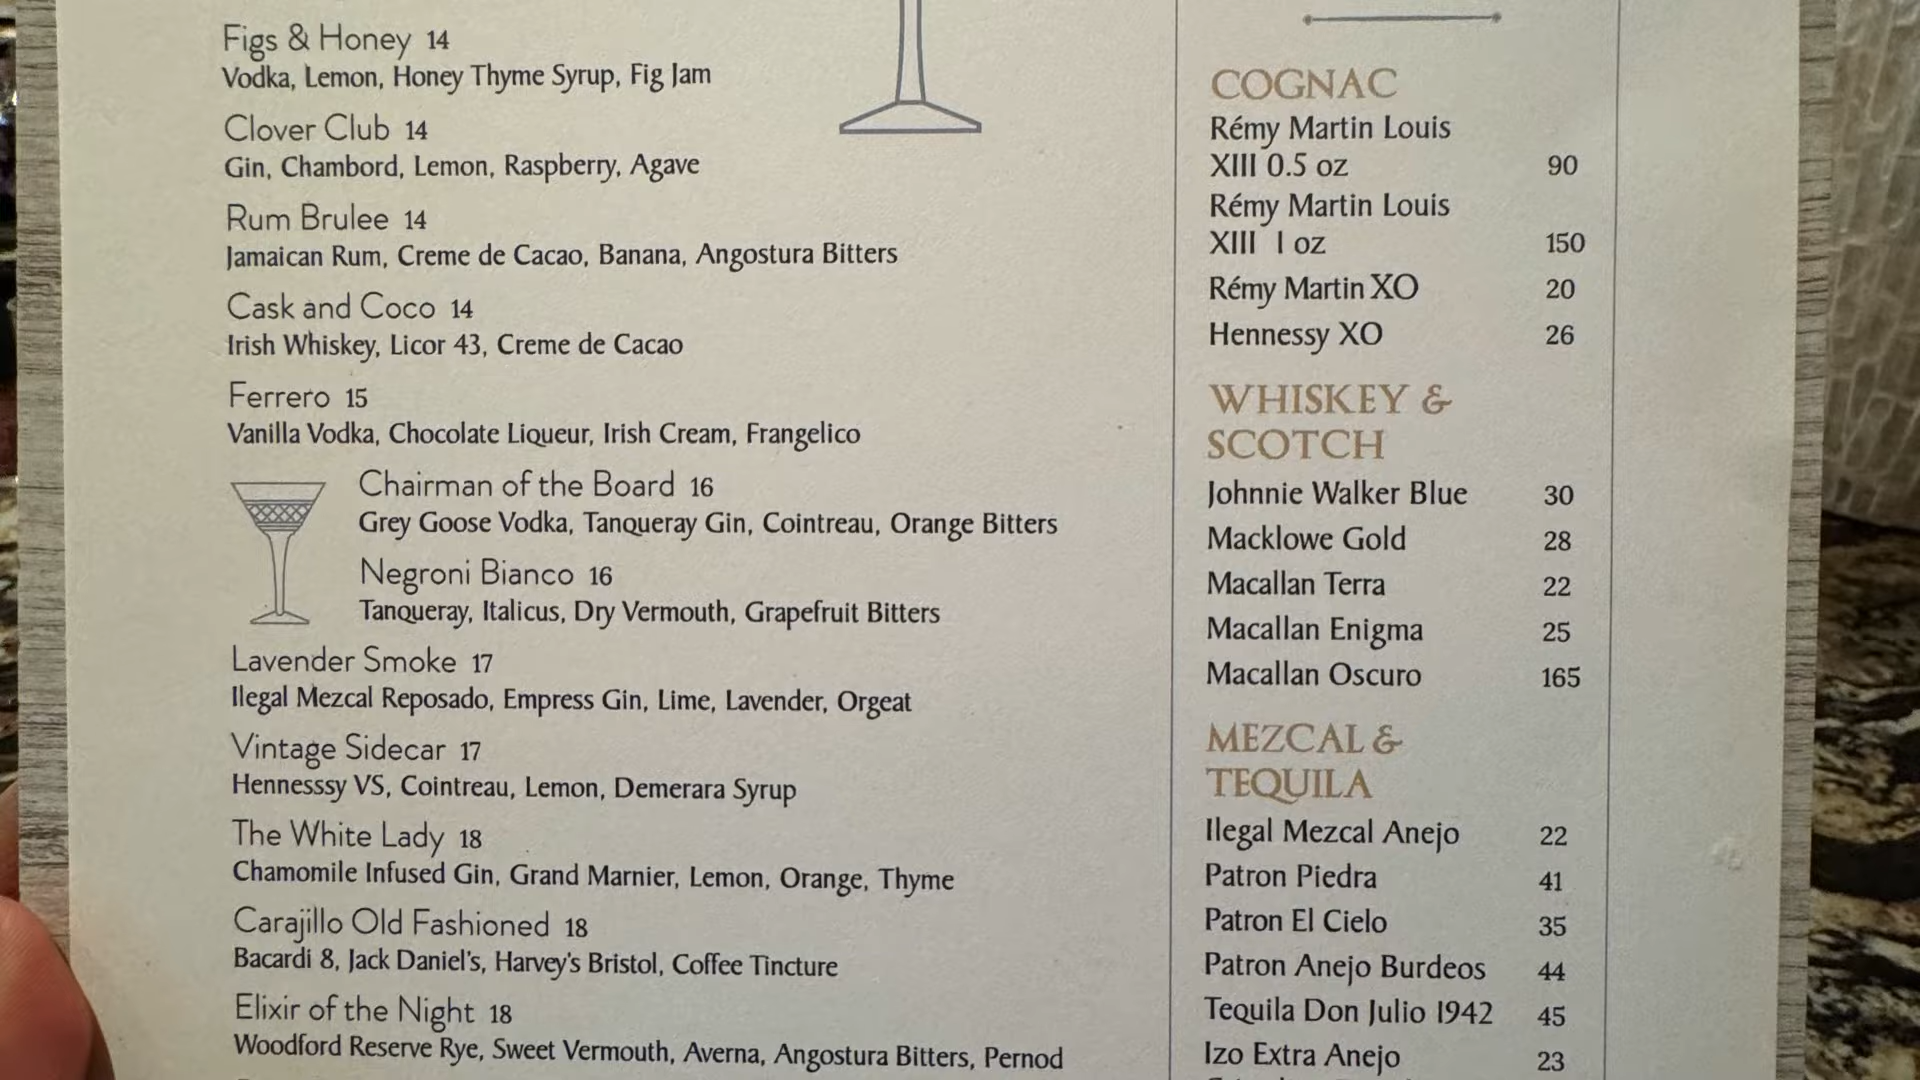 Figs & Honey 14
Vodka, Lemon, Honey Thyme Syrup, Fig Jam
Clover Club 14
Gin, Chambord, Lemon, Raspberry, Agave
Rum Brulee 14
Jamaican Rum, Creme de Cacao, Banana, Angostura Bitters
Cask and Coco 14
Irish Whiskey, Licor 43, Creme de Cacao
Ferrero 15
Vanilla Vodka, Chocolate Liqueur, Irish Cream, Frangelico
Chairman of the Board 16
Grey Goose Vodka, Tanqueray Gin, Cointreau, Orange Bitters
Negroni Bianco 16
Tanqueray, Italicus, Dry Vermouth, Grapefruit Bitters
Lavender Smoke 17
Ilegal Mezcal Reposado, Empress Gin, Lime, Lavender, Orgeat
Vintage Sidecar 17
Hennesssy VS, Cointreau, Lemon, Demerara Syrup
The White Lady 18
Chamomile Infused Gin, Grand Marnier, Lemon, Orange, Thyme
Carajillo Old Fashioned 18
Bacardi 8, Jack Daniel's, Harvey's Bristol, Coffee Tincture
Elixir of the Night 18
Woodford Reserve Rye, Sweet Vermouth, Averna, Angostura Bitters, Pernod
COGNAC
Rémy Martin Louis
XIII 0.5 oz 90
Rémy Martin Louis
XIII 1 oz 150
Rémy Martin XO 20
Hennessy XO 26
WHISKEY &
SCOTCH
Johnnie Walker Blue 30
Macklowe Gold 28
Macallan Terra 22
Macallan Enigma 25
Macallan Oscuro 165
MEZCAL &
TEQUILA
Ilegal Mezcal Anejo 22
Patron Piedra 41
Patron El Cielo 35
Patron Anejo Burdeos 44
Tequila Don Julio 1942 45
Izo Extra Anejo 23